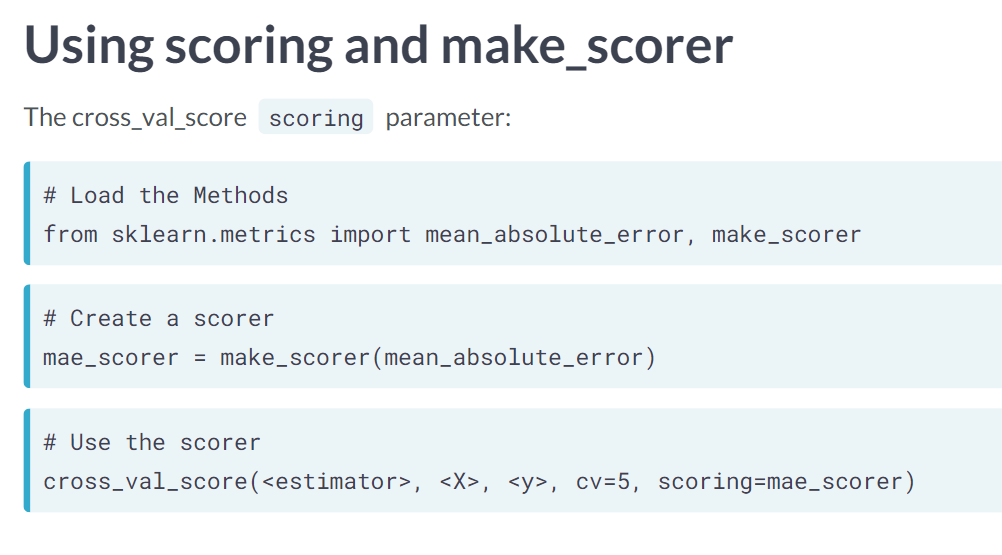 Using scoring and make_scorer
The cross_val_score scoring parameter:
# Load the Methods
from sklearn.metrics import mean_absolute_error, make_scorer
# Create a scorer
mae_scorer = make_scorer(mean_absolute_error)
# Use the scorer
cross_val_score(<estimator>, <X>, <y>, cv=5, scoring=mae_scorer)